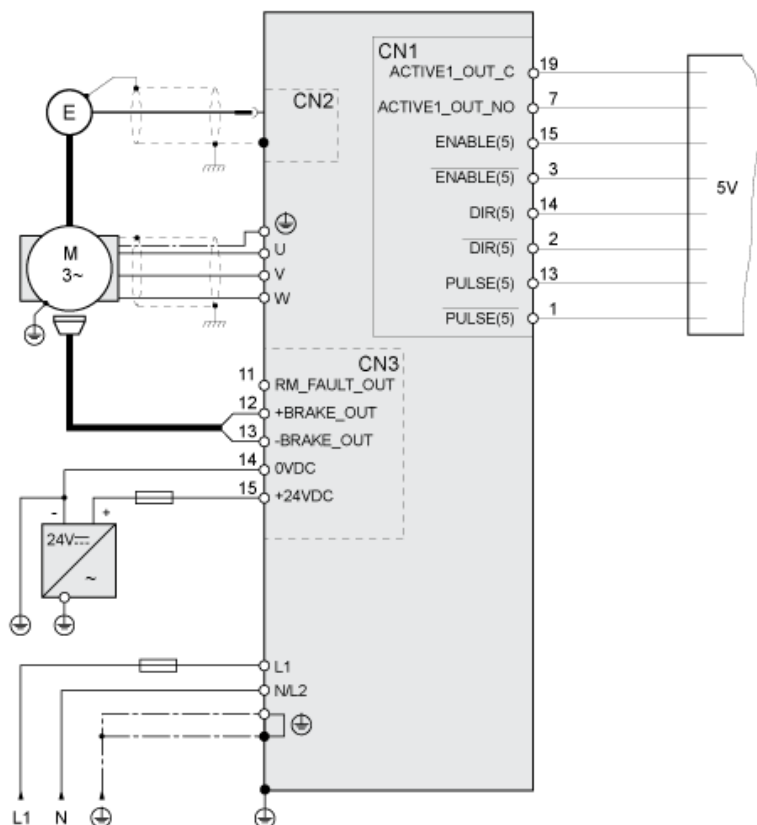 CN1
ACTIVE1_OUT_C 19
ACTIVE1_OUT_NO 7
ENABLE(5) 15
ENABLE(5) 3
DIR(5) 14
DIR(5) 2
PULSE(5) 13
PULSE(5) 1
5V
CN2
E
M
3~
U
V
W
CN3
11 RM_FAULT_OUT
12 +BRAKE_OUT
13 -BRAKE_OUT
14 0VDC
15 +24VDC
- +
24V
~
L1
N/L2
L1 N